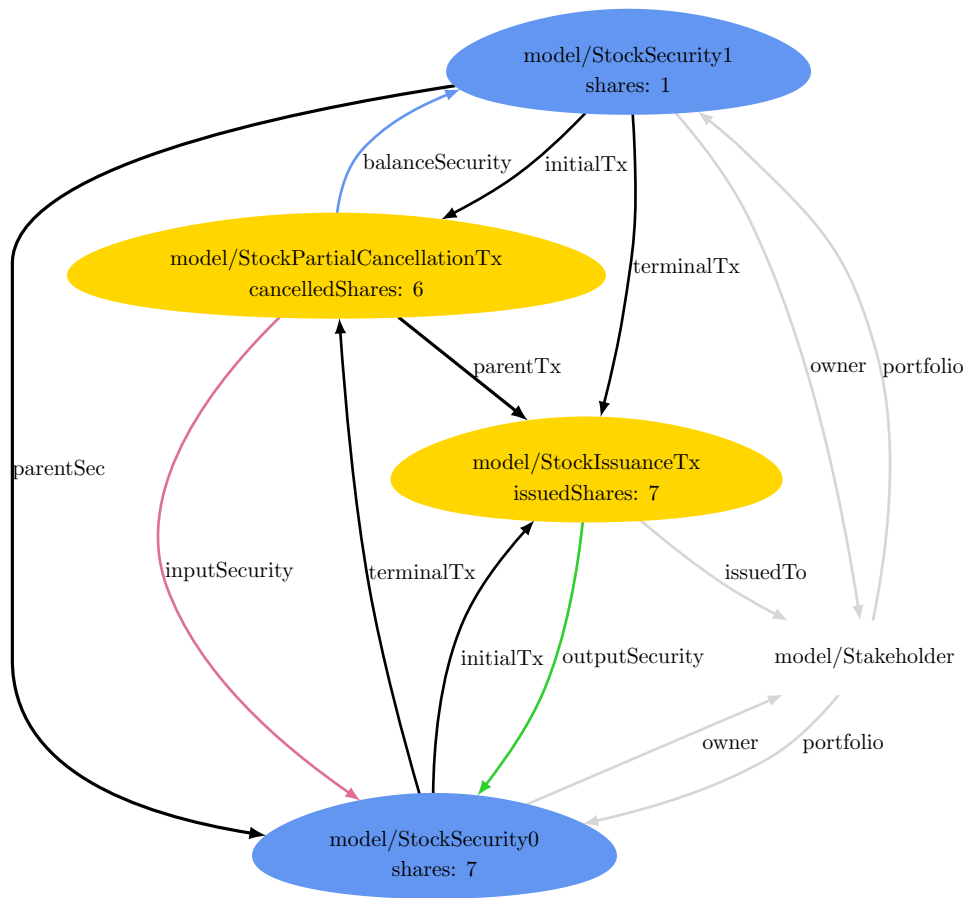 model/StockSecurity1
shares: 1
balanceSecurity
initialTx
model/StockPartialCancellationTx
cancelledShares: 6
terminalTx
parentTx
owner
portfolio
model/StockIssuanceTx
issuedShares: 7
parentSec
inputSecurity
terminalTx
issuedTo
initialTx
outputSecurity
model/Stakeholder
owner
portfolio
model/StockSecurity0
shares: 7